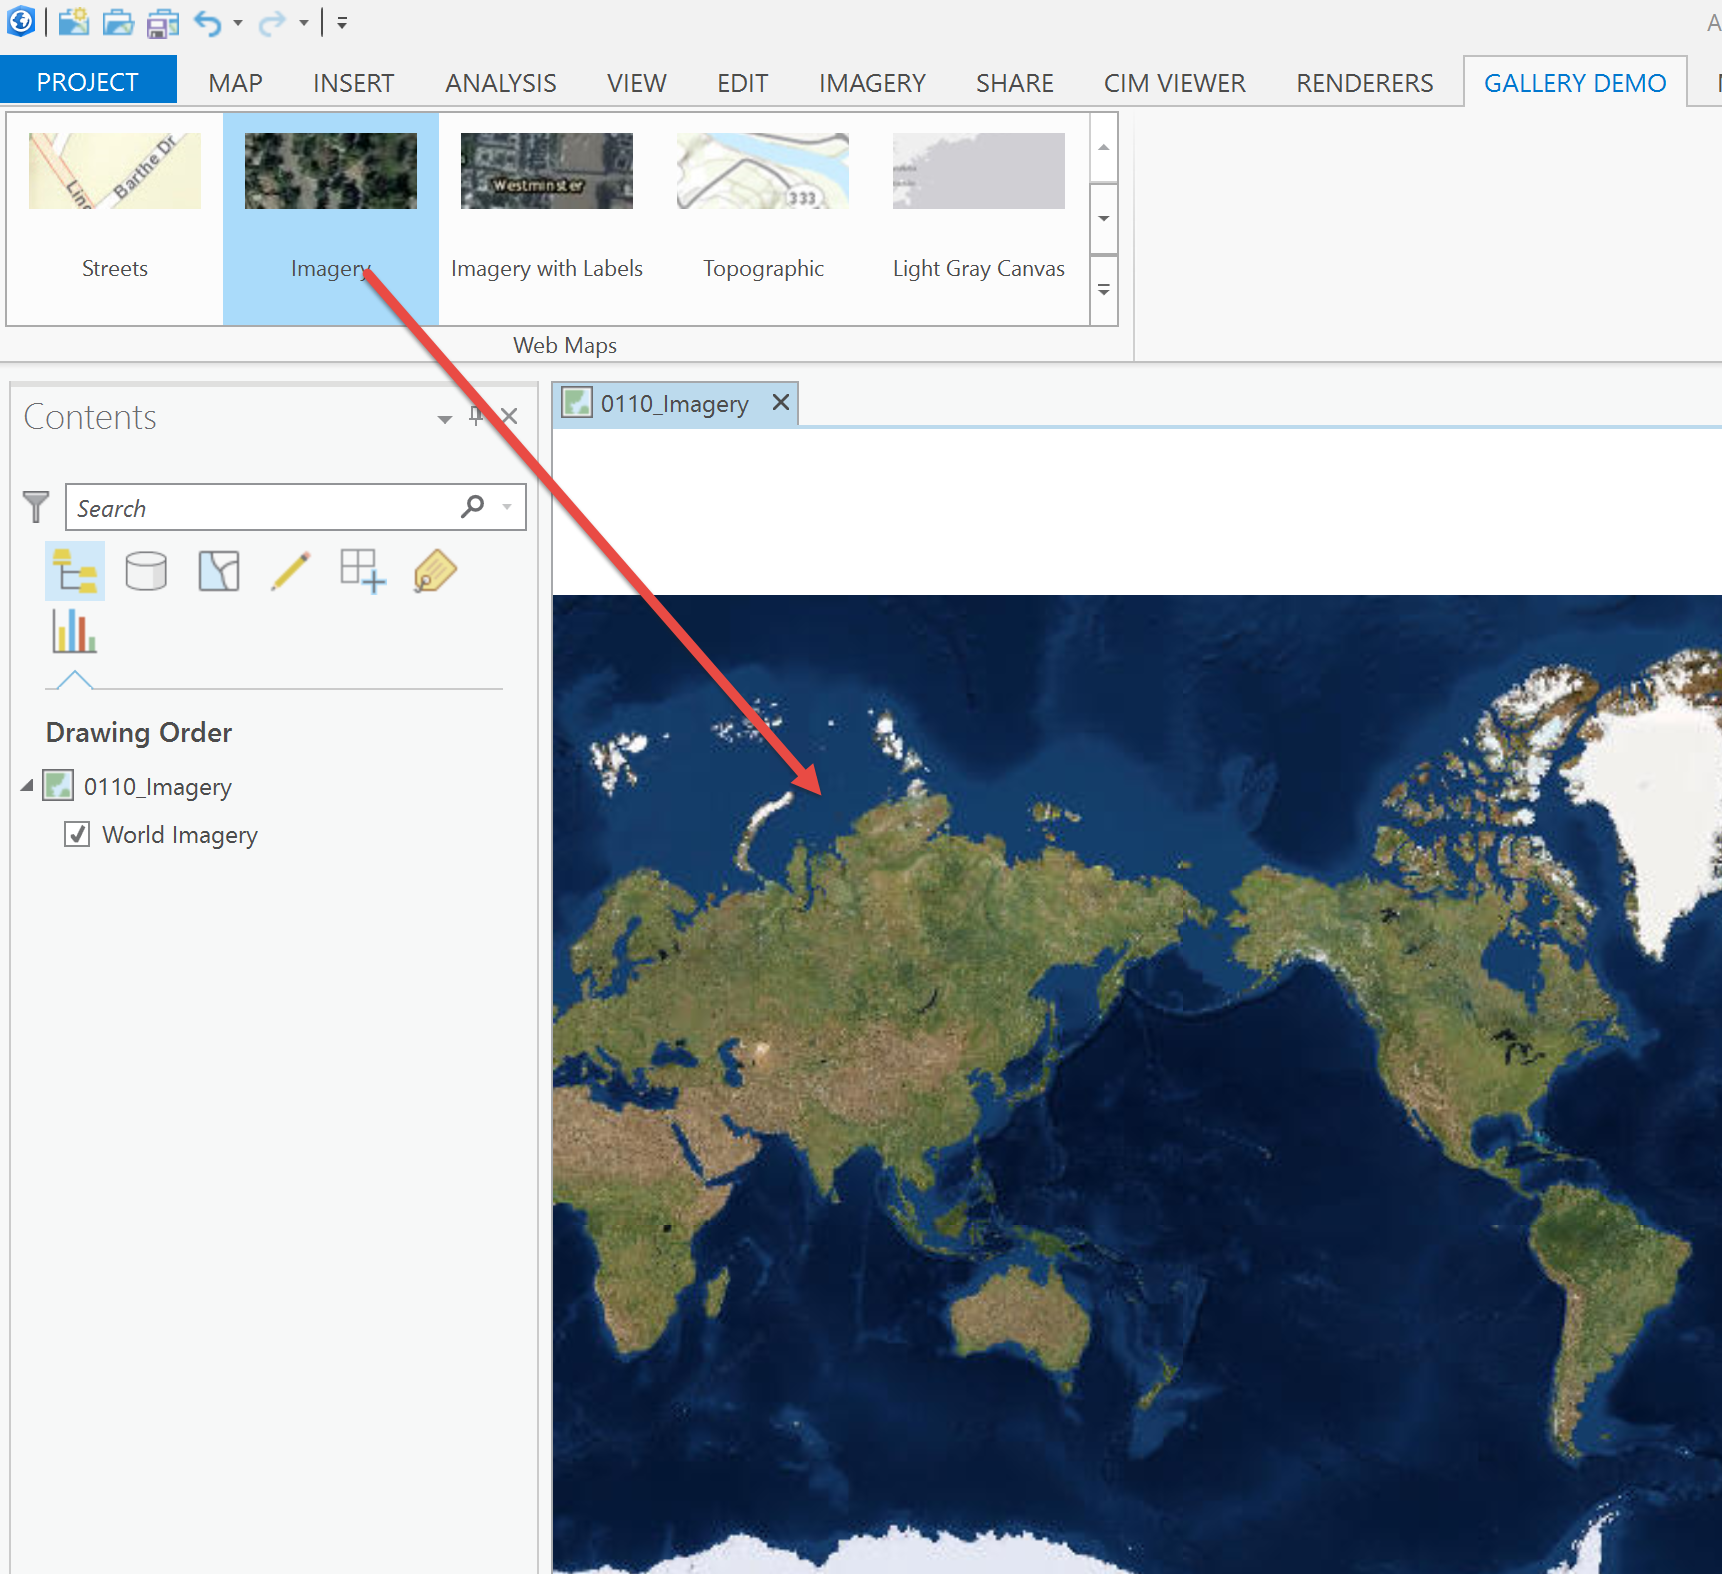 A
PROJECT MAP INSERT ANALYSIS VIEW EDIT IMAGERY SHARE CIM VIEWER RENDERERS GALLERY DEMO
Barthe Dr
Westminster
333
Streets Imagery Imagery with Labels Topographic Light Gray Canvas
Web Maps
Contents
0110_Imagery
Search
Drawing Order
0110_Imagery
World Imagery